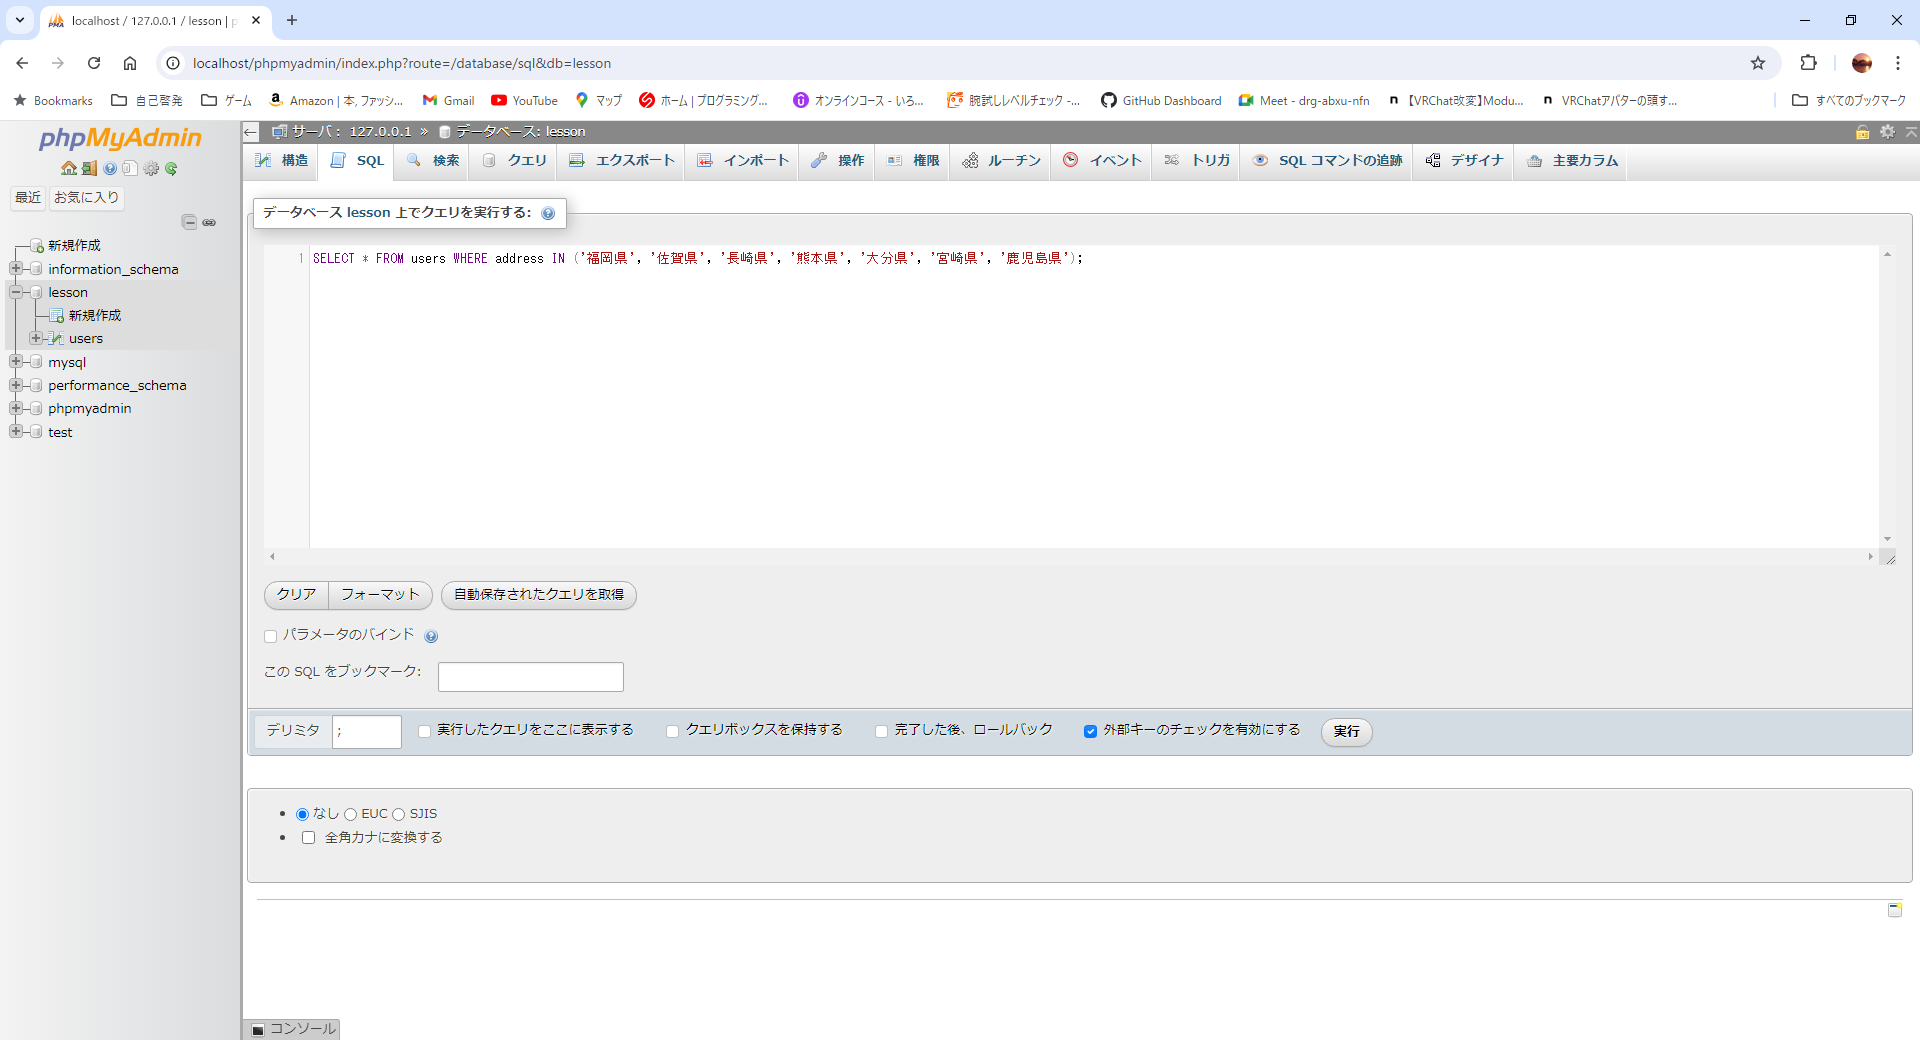 localhost / 127.0.0.1 / lesson | p
localhost/phpmyadmin/index.php?route=/database/sql&db=lesson
Bookmarks 自己啓発 ゲーム Amazon | 本, ファッシ... Gmail YouTube マップ ホーム | プログラミング... オンラインコース - いろ... 腕試しレベルチェック -... GitHub Dashboard Meet - drg-abxu-nfn 【VRChat改変】Modu... VRChatアバターの頭す... すべてのブックマーク
phpMyAdmin
サーバ: 127.0.0.1 » データベース: lesson
構造 SQL 検索 クエリ エクスポート インポート 操作 権限 ルーチン イベント トリガ SQL コマンドの追跡 デザイナ 主要カラム
最近 お気に入り
新規作成
information_schema
lesson
新規作成
users
mysql
performance_schema
phpmyadmin
test
データベース lesson 上でクエリを実行する:
1 SELECT * FROM users WHERE address IN ('福岡県', '佐賀県', '長崎県', '熊本県', '大分県', '宮崎県', '鹿児島県');
クリア フォーマット 自動保存されたクエリを取得
パラメータのバインド
この SQL をブックマーク:
デリミタ ; 実行したクエリをここに表示する クエリボックスを保持する 完了した後、ロールバック 外部キーのチェックを有効にする 実行
なし EUC SJIS
全角カナに変換する
コンソール